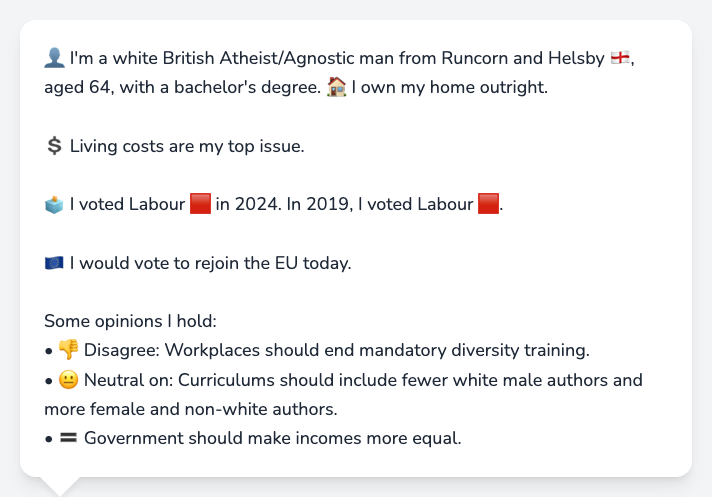 👤 I'm a white British Atheist/Agnostic man from Runcorn and Helsby 🏴󠁧󠁢󠁥󠁮󠁧󠁿,
aged 64, with a bachelor's degree. 🏠 I own my home outright.
💲 Living costs are my top issue.
🗳️ I voted Labour 🟥 in 2024. In 2019, I voted Labour 🟥.
🇪🇺 I would vote to rejoin the EU today.
Some opinions I hold:
• 👎 Disagree: Workplaces should end mandatory diversity training.
• 😐 Neutral on: Curriculums should include fewer white male authors and
more female and non-white authors.
• 🟰 Government should make incomes more equal.